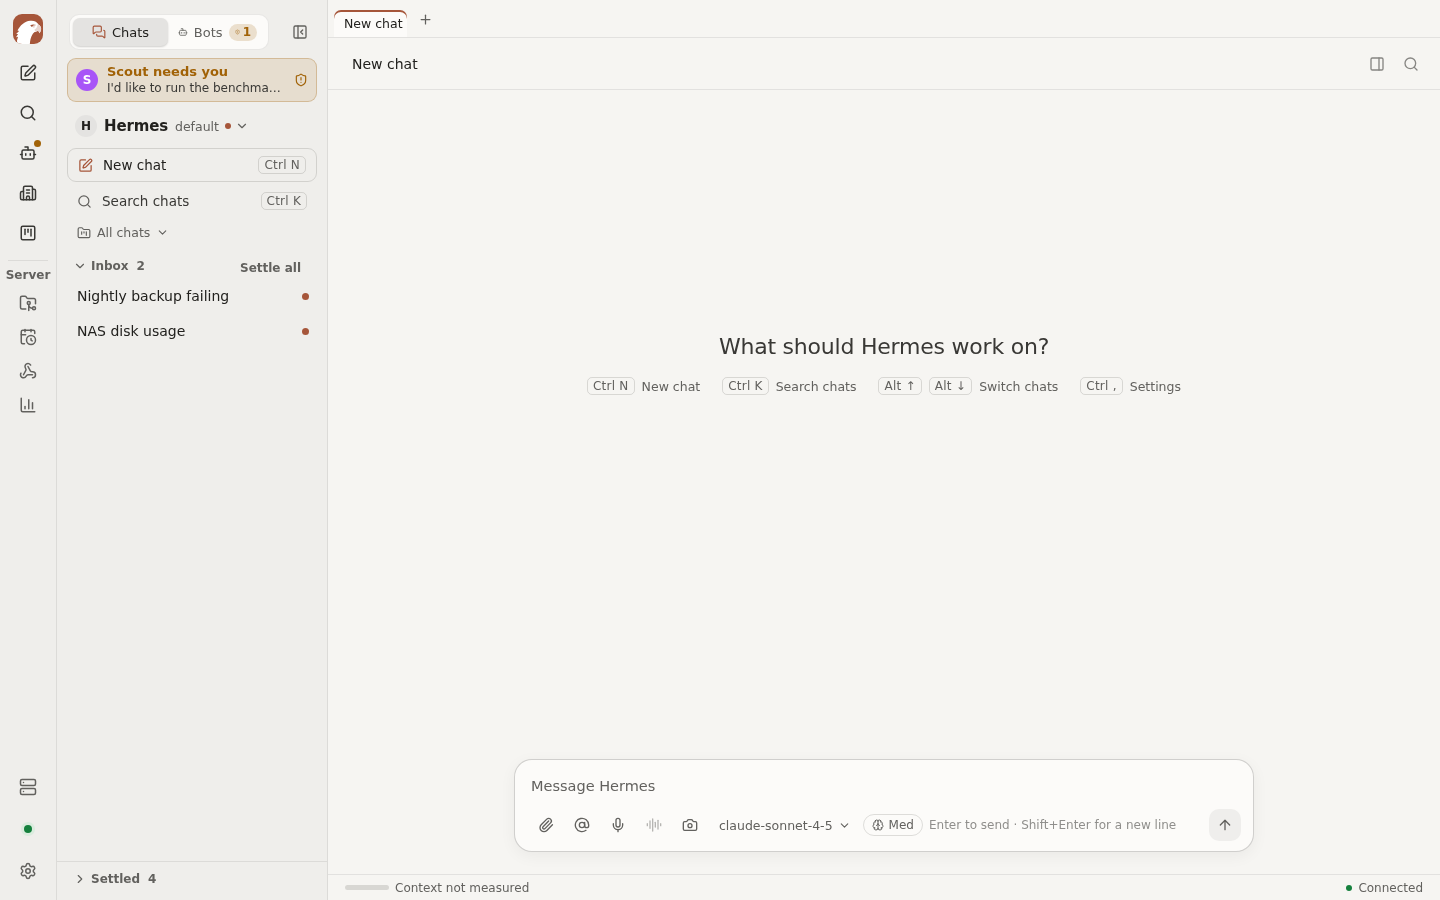 Chats
Bots
1
Scout needs you
I'd like to run the benchma…
S
H
Hermes
default
New chat
Ctrl N
Search chats
Ctrl K
All chats
Inbox 2
Settle all
Nightly backup failing
NAS disk usage
Server
Settled 4
New chat
New chat
What should Hermes work on?
Ctrl N New chat
Ctrl K Search chats
Alt ↑ Alt ↓ Switch chats
Ctrl , Settings
Message Hermes
claude-sonnet-4-5
Med
Enter to send · Shift+Enter for a new line
Context not measured
Connected